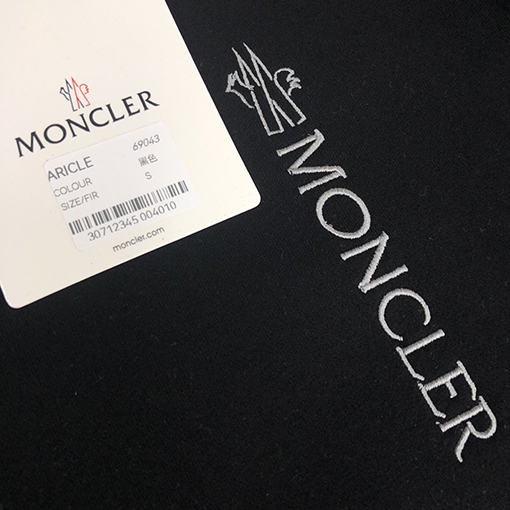 MONCLER
ARICLE 69043
COLOUR 黑色
SIZE/FIR S
30712345 004010
moncler.com
MONCLER